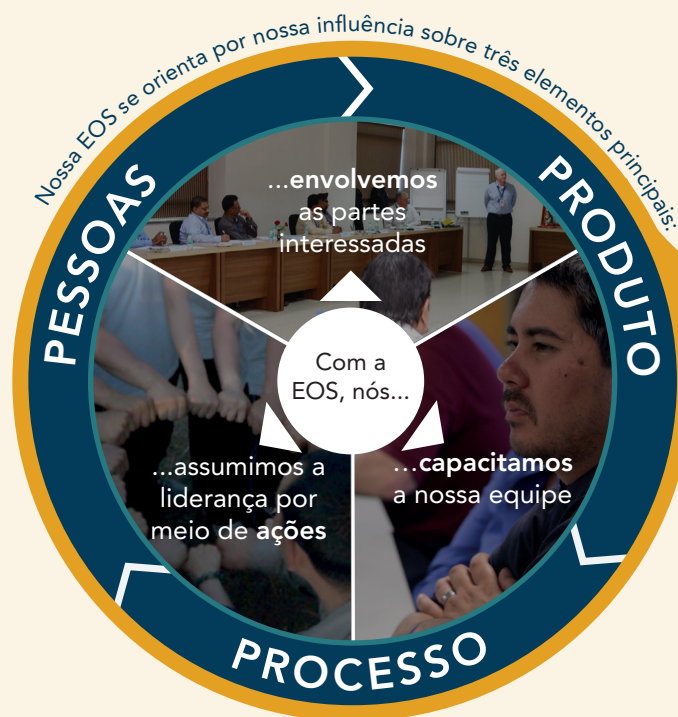 Nossa EOS se orienta por nossa influência sobre três elementos principais:
PESSOAS
PRODUTO
PROCESSO
...envolvemos
as partes
interessadas
Com a
EOS, nós...
...assumimos a
liderança por
meio de ações
...capacitamos
a nossa equipe